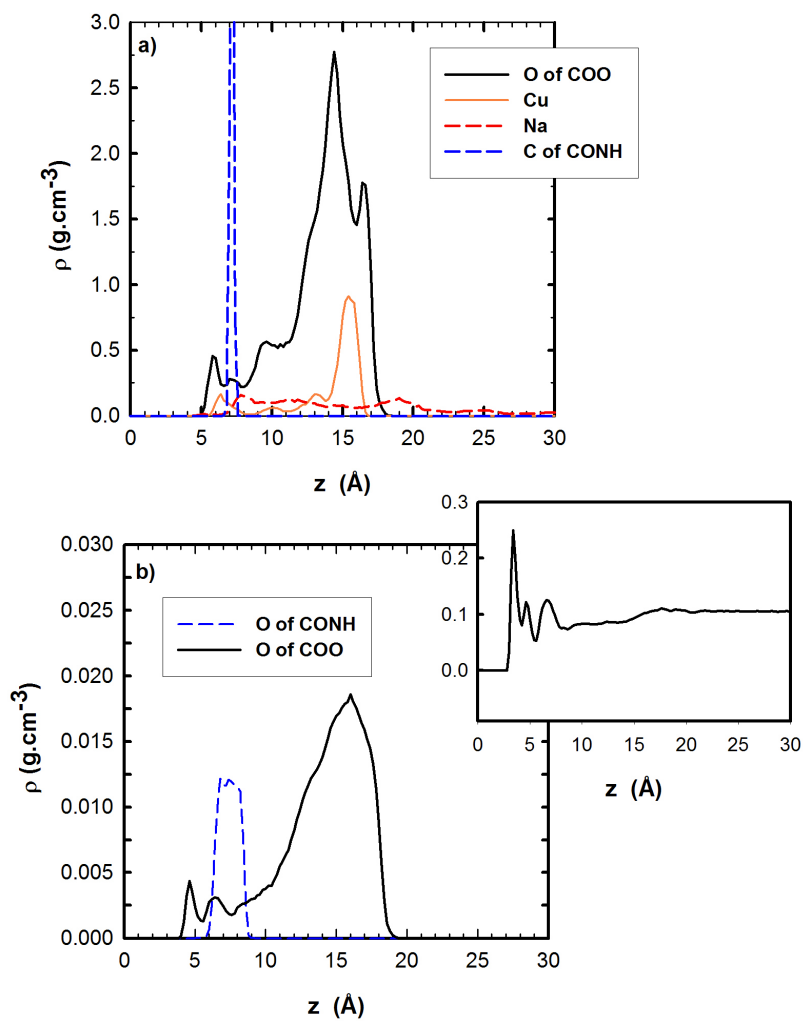 3.0
a)
2.5
2.0
1.5
1.0
0.5
0.0
ρ (g.cm-3)
O of COO
Cu
Na
C of CONH
0 5 10 15 20 25 30
z (Å)
0.030
b)
0.025
0.020
0.015
0.010
0.005
0.000
ρ (g.cm-3)
O of CONH
O of COO
0 5 10 15 20 25 30
z (Å)
0.3
0.2
0.1
0.0
0 5 10 15 20 25 30
z (Å)